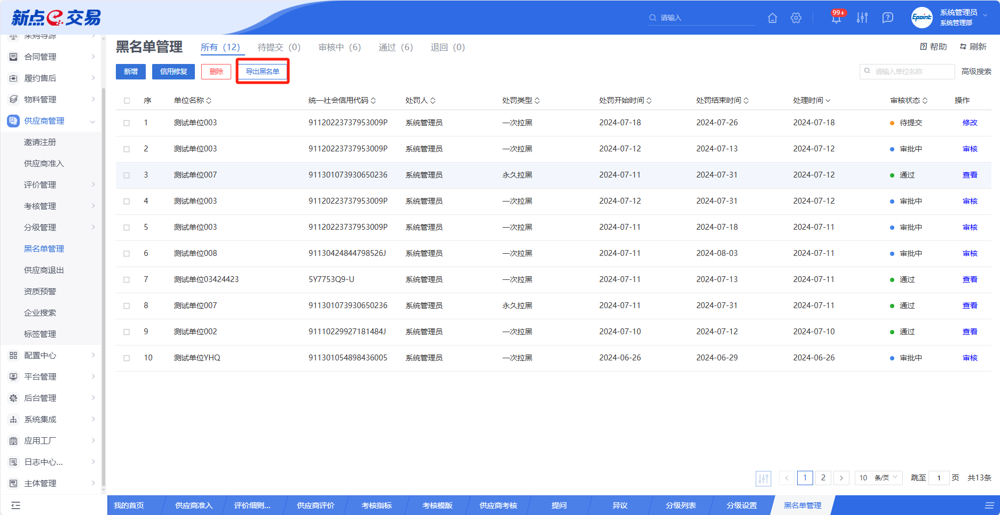 新点e交易
请输入
99+
Epoint
系统管理员
系统管理部
采购寻源
合同管理
履约售后
物料管理
供应商管理
邀请注册
供应商准入
评价管理
考核管理
分级管理
黑名单管理
供应商退出
资质预警
企业搜索
标签管理
配置中心
平台管理
后台管理
系统集成
应用工厂
日志中心...
主体管理
黑名单管理 所有（12） 待提交（0） 审核中（6） 通过（6） 退回（0） 帮助 刷新
新增 信用修复 删除 导出黑名单 请输入单位名称 高级搜索
序 单位名称 统一社会信用代码 处罚人 处罚类型 处罚开始时间 处罚结束时间 处理时间 审核状态 操作
1 测试单位003 91120223737953009P 系统管理员 一次拉黑 2024-07-18 2024-07-26 2024-07-18 待提交 修改
2 测试单位003 91120223737953009P 系统管理员 一次拉黑 2024-07-12 2024-07-13 2024-07-12 审批中 审核
3 测试单位007 911301073930650236 系统管理员 永久拉黑 2024-07-11 2024-07-31 2024-07-12 通过 查看
4 测试单位003 91120223737953009P 系统管理员 一次拉黑 2024-07-12 2024-07-31 2024-07-12 审批中 审核
5 测试单位003 91120223737953009P 系统管理员 一次拉黑 2024-07-11 2024-07-18 2024-07-11 审批中 审核
6 测试单位008 91130424844798526J 系统管理员 一次拉黑 2024-07-11 2024-08-03 2024-07-11 审批中 审核
7 测试单位03424423 5Y7753Q9-U 系统管理员 一次拉黑 2024-07-11 2024-07-13 2024-07-11 通过 查看
8 测试单位007 911301073930650236 系统管理员 永久拉黑 2024-07-11 2024-07-31 2024-07-11 通过 查看
9 测试单位002 91110229927181484J 系统管理员 一次拉黑 2024-07-10 2024-07-12 2024-07-10 通过 查看
10 测试单位YHQ 911301054898436005 系统管理员 一次拉黑 2024-06-26 2024-06-29 2024-06-26 审批中 审核
1 2 10 条/页 跳至 1 页 共13条
我的首页 供应商准入 评价细则... 供应商评价 考核指标 考核模版 供应商考核 提问 异议 分级列表 分级设置 黑名单管理